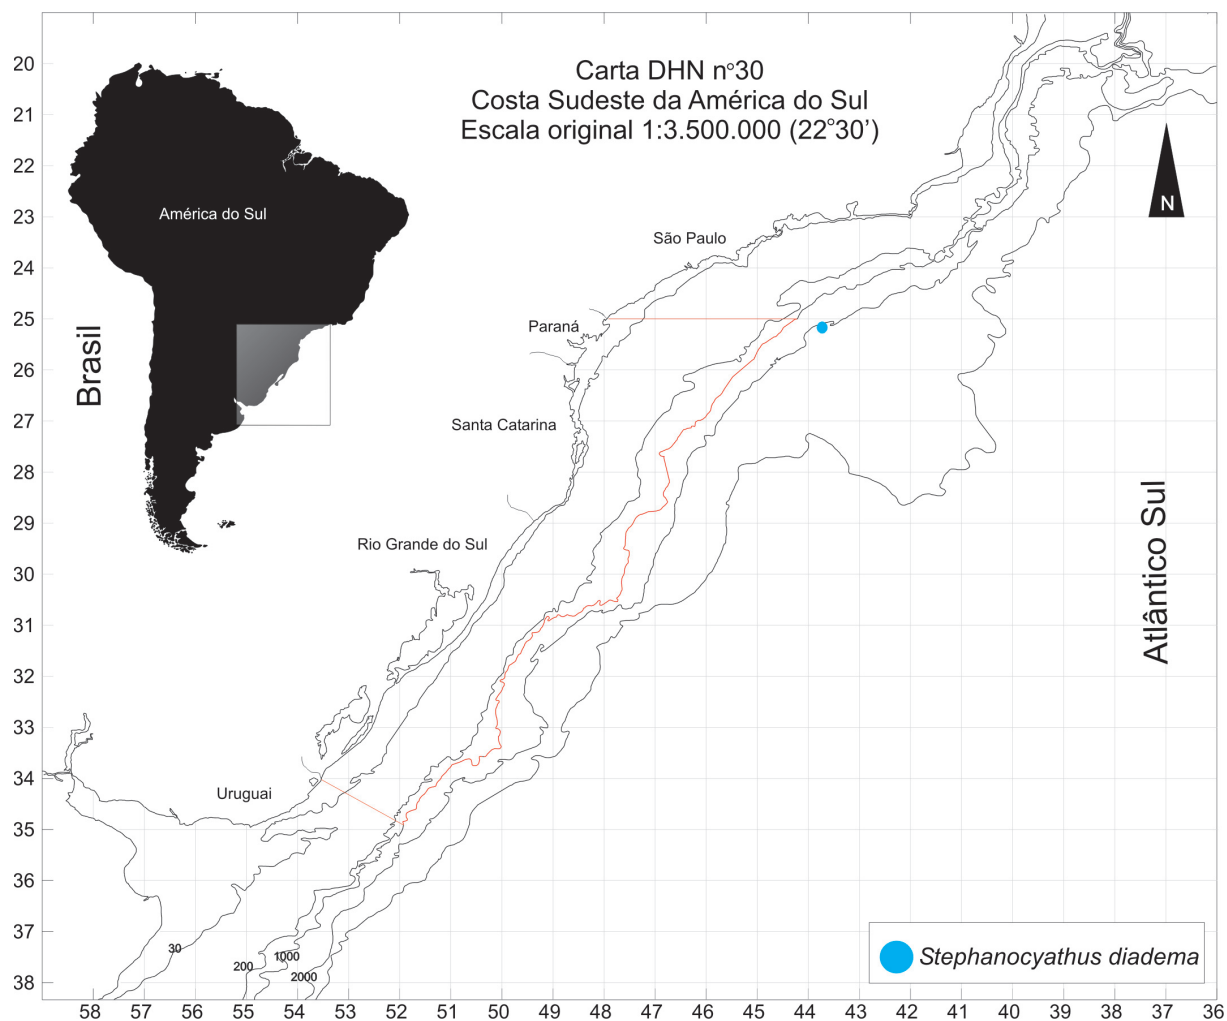 Carta DHN n°30
Costa Sudeste da América do Sul
Escala original 1:3.500.000 (22°30’)
N
América do Sul
Brasil
São Paulo
Paraná
Santa Catarina
Rio Grande do Sul
Uruguai
Atlântico Sul
20
21
22
23
24
25
26
27
28
29
30
31
32
33
34
35
36
37
38
30
200
1000
2000
Stephanocyathus diadema
58 57 56 55 54 53 52 51 50 49 48 47 46 45 44 43 42 41 40 39 38 37 36